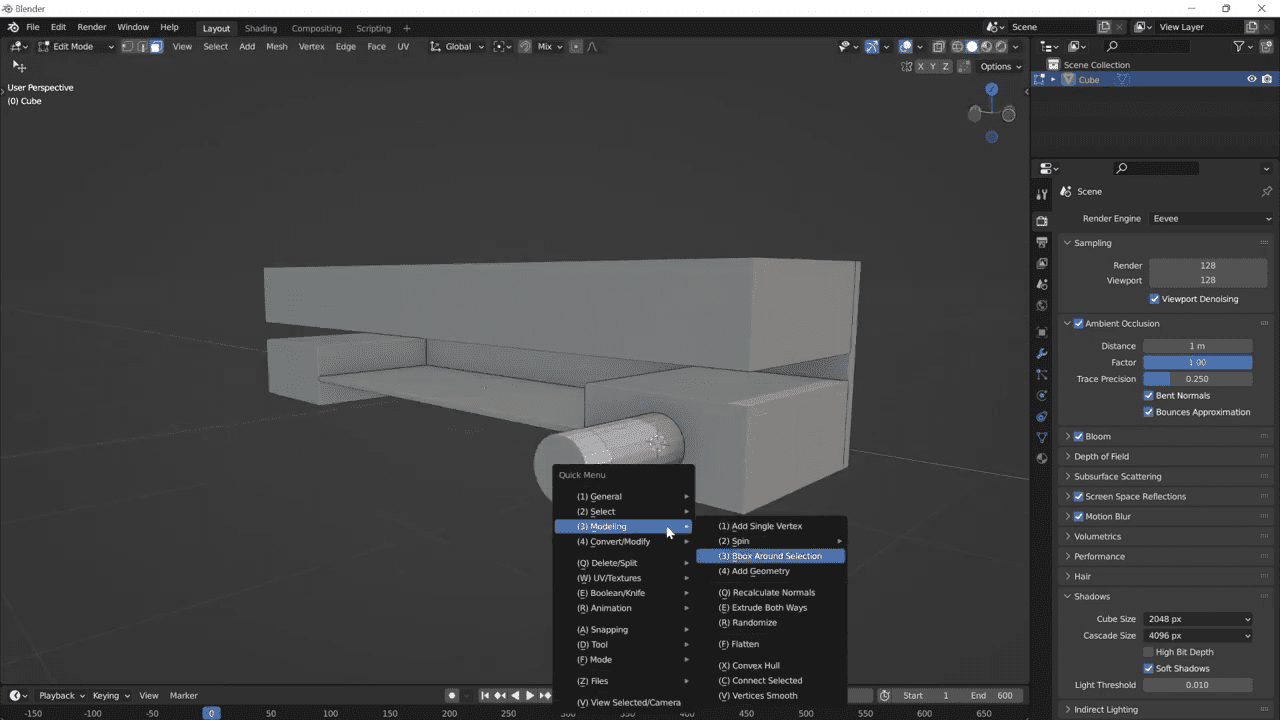 Blender
File Edit Render Window Help Layout Shading Compositing Scripting + Scene View Layer
Edit Mode View Select Add Mesh Vertex Edge Face UV Global Mix
X Y Z Options
User Perspective
(0) Cube
Z
Scene Collection
Cube
Scene
Render Engine Eevee
Sampling
Render 128
Viewport 128
Viewport Denoising
Ambient Occlusion
Distance 1 m
Factor 1.00
Trace Precision 0.250
Bent Normals
Bounces Approximation
Bloom
Depth of Field
Subsurface Scattering
Screen Space Reflections
Motion Blur
Volumetrics
Performance
Hair
Shadows
Cube Size 2048 px
Cascade Size 4096 px
High Bit Depth
Soft Shadows
Light Threshold 0.010
Indirect Lighting
Quick Menu
(1) General
(2) Select
(3) Modeling
(4) Convert/Modify
(Q) Delete/Split
(W) UV/Textures
(E) Boolean/Knife
(R) Animation
(A) Snapping
(D) Tool
(F) Mode
(Z) Files
(V) View Selected/Camera
(1) Add Single Vertex
(2) Spin
(3) Bbox Around Selection
(4) Add Geometry
(Q) Recalculate Normals
(E) Extrude Both Ways
(R) Randomize
(F) Flatten
(X) Convex Hull
(C) Connect Selected
(V) Vertices Smooth
Playback Keying View Marker Start 1 End 600
-150 -100 -50 0 50 100 150 200 250 300 350 400 450 500 550 600 650